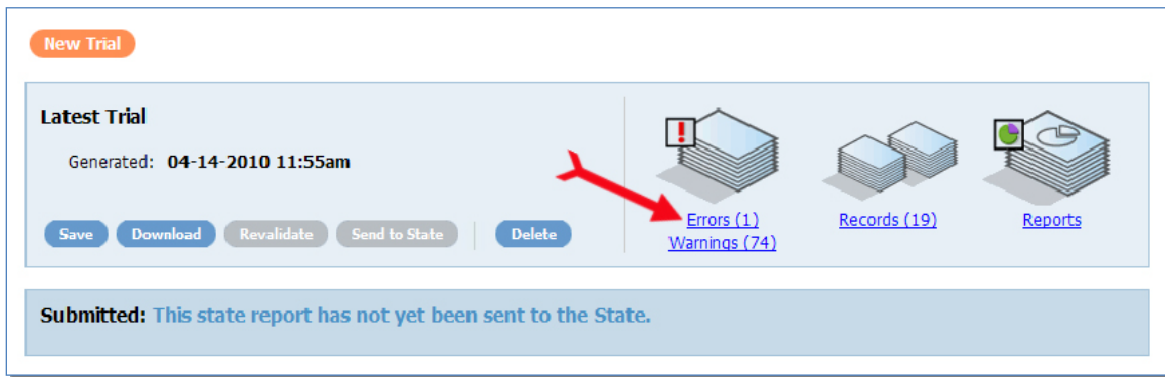 New Trial
Latest Trial
Generated: 04-14-2010 11:55am
Save Download Revalidate Send to State Delete
Errors (1)
Warnings (74)
Records (19)
Reports
Submitted: This state report has not yet been sent to the State.